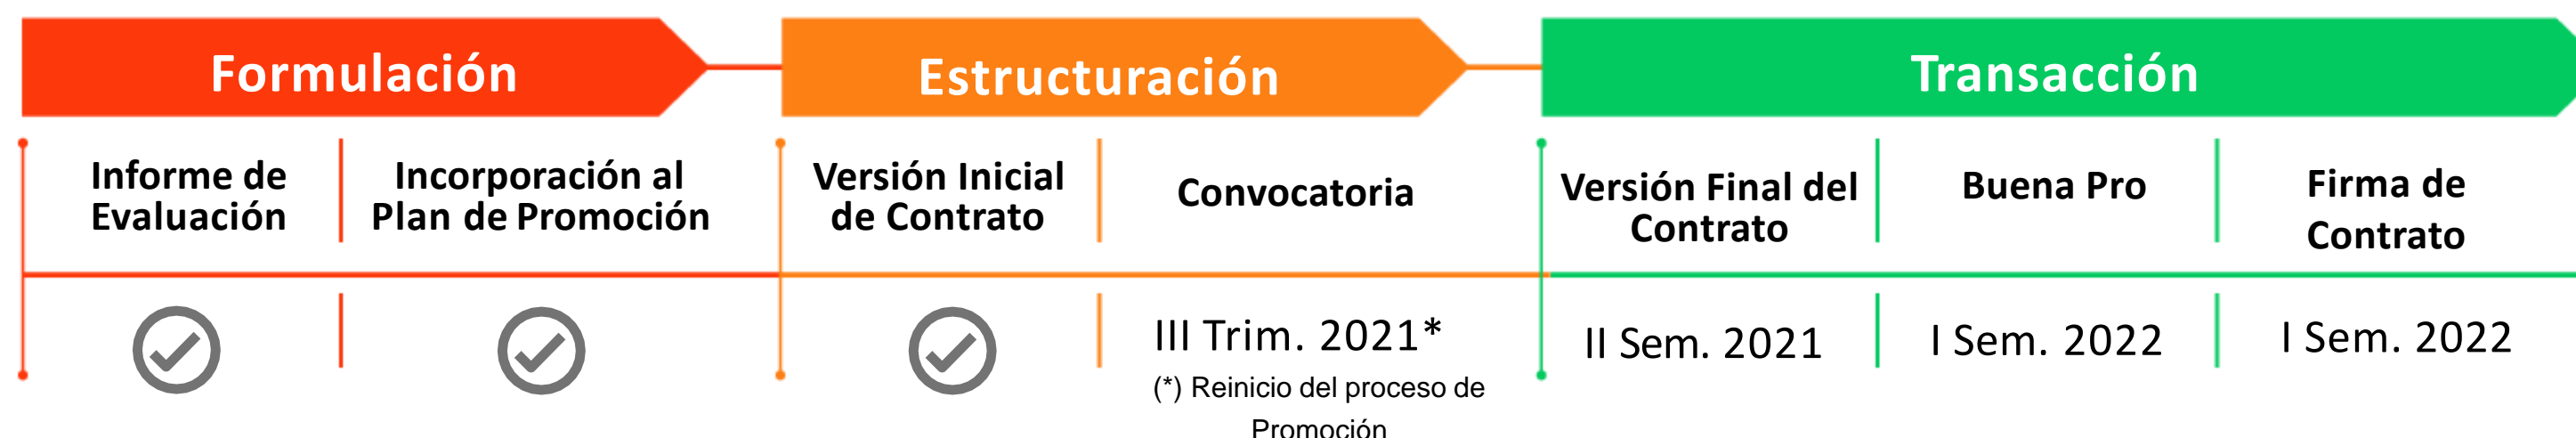 Formulación
Estructuración
Transacción
Informe de
Evaluación
Incorporación al
Plan de Promoción
Versión Inicial
de Contrato
Convocatoria
Versión Final del
Contrato
Buena Pro
Firma de
Contrato
III Trim. 2021*
(*) Reinicio del proceso de
Promoción
II Sem. 2021
I Sem. 2022
I Sem. 2022